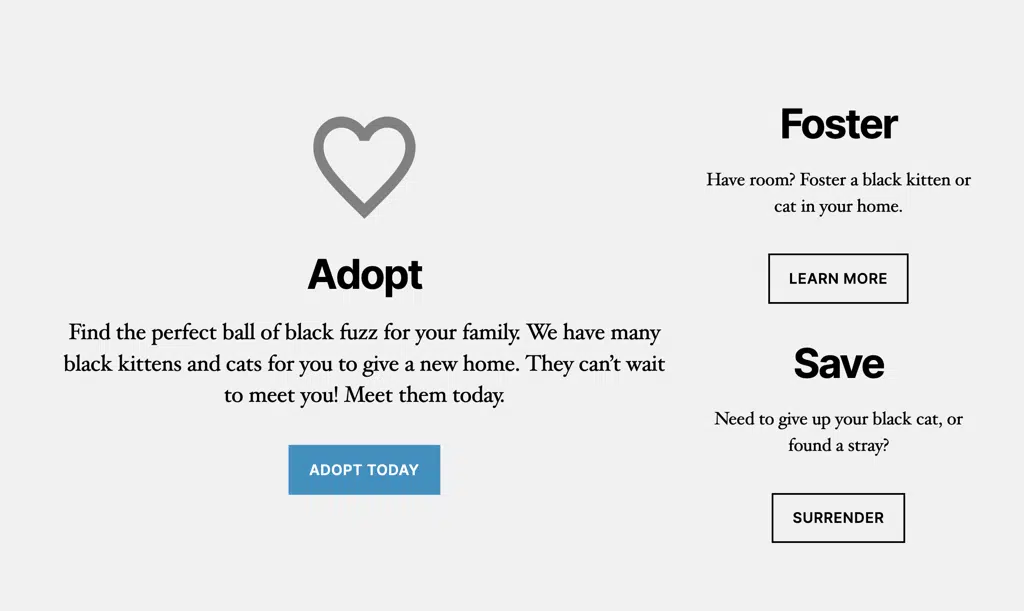 Adopt
Find the perfect ball of black fuzz for your family. We have many
black kittens and cats for you to give a new home. They can’t wait
to meet you! Meet them today.
ADOPT TODAY
Foster
Have room? Foster a black kitten or
cat in your home.
LEARN MORE
Save
Need to give up your black cat, or
found a stray?
SURRENDER